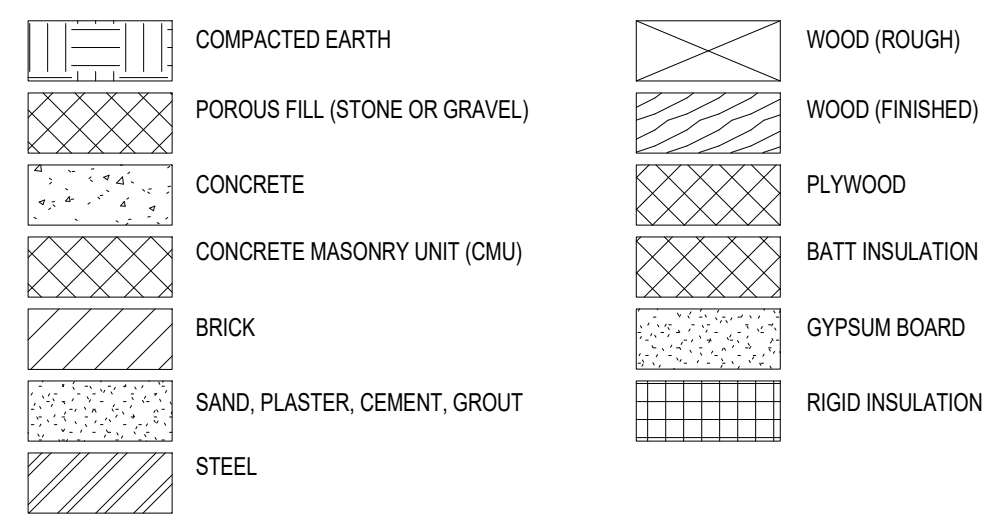 COMPACTED EARTH
POROUS FILL (STONE OR GRAVEL)
CONCRETE
CONCRETE MASONRY UNIT (CMU)
BRICK
SAND, PLASTER, CEMENT, GROUT
STEEL
WOOD (ROUGH)
WOOD (FINISHED)
PLYWOOD
BATT INSULATION
GYPSUM BOARD
RIGID INSULATION